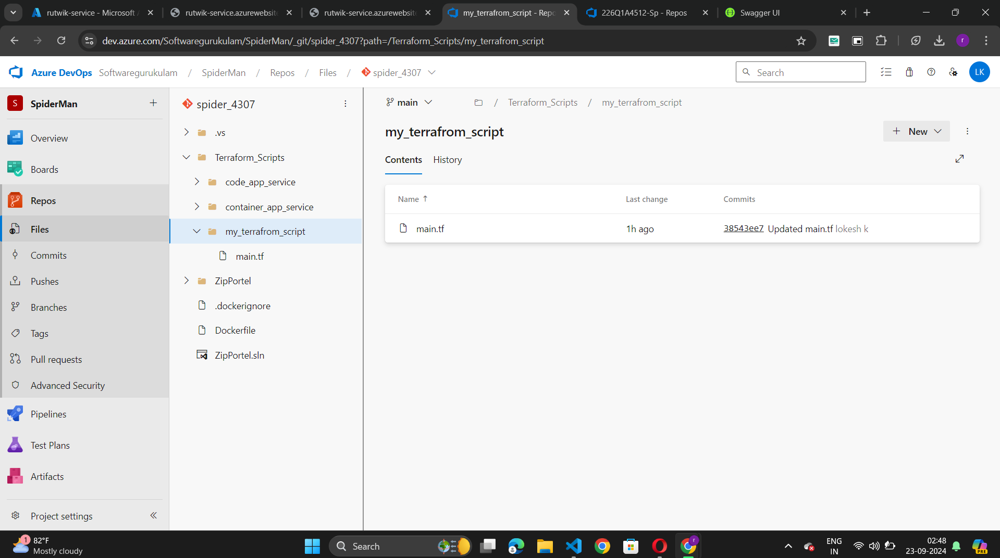 rutwik-service - Microsoft A
rutwik-service.azurewebsite
rutwik-service.azurewebsite
my_terrafrom_script - Repo
226Q1A4512-Sp - Repos
Swagger UI
dev.azure.com/Softwaregurukulam/SpiderMan/_git/spider_4307?path=/Terraform_Scripts/my_terrafrom_script
r
Azure DevOps Softwaregurukulam / SpiderMan / Repos / Files / spider_4307
Search
LK
S SpiderMan
Overview
Boards
Repos
Files
Commits
Pushes
Branches
Tags
Pull requests
Advanced Security
Pipelines
Test Plans
Artifacts
Project settings
spider_4307
.vs
Terraform_Scripts
code_app_service
container_app_service
my_terrafrom_script
main.tf
ZipPortel
.dockerignore
Dockerfile
ZipPortel.sln
main
/ Terraform_Scripts / my_terrafrom_script
my_terrafrom_script
New
Contents History
Name Last change Commits
main.tf 1h ago 38543ee7 Updated main.tf lokesh k
1
82°F
Mostly cloudy
Search
r
ENG
IN
02:48
23-09-2024
PRE